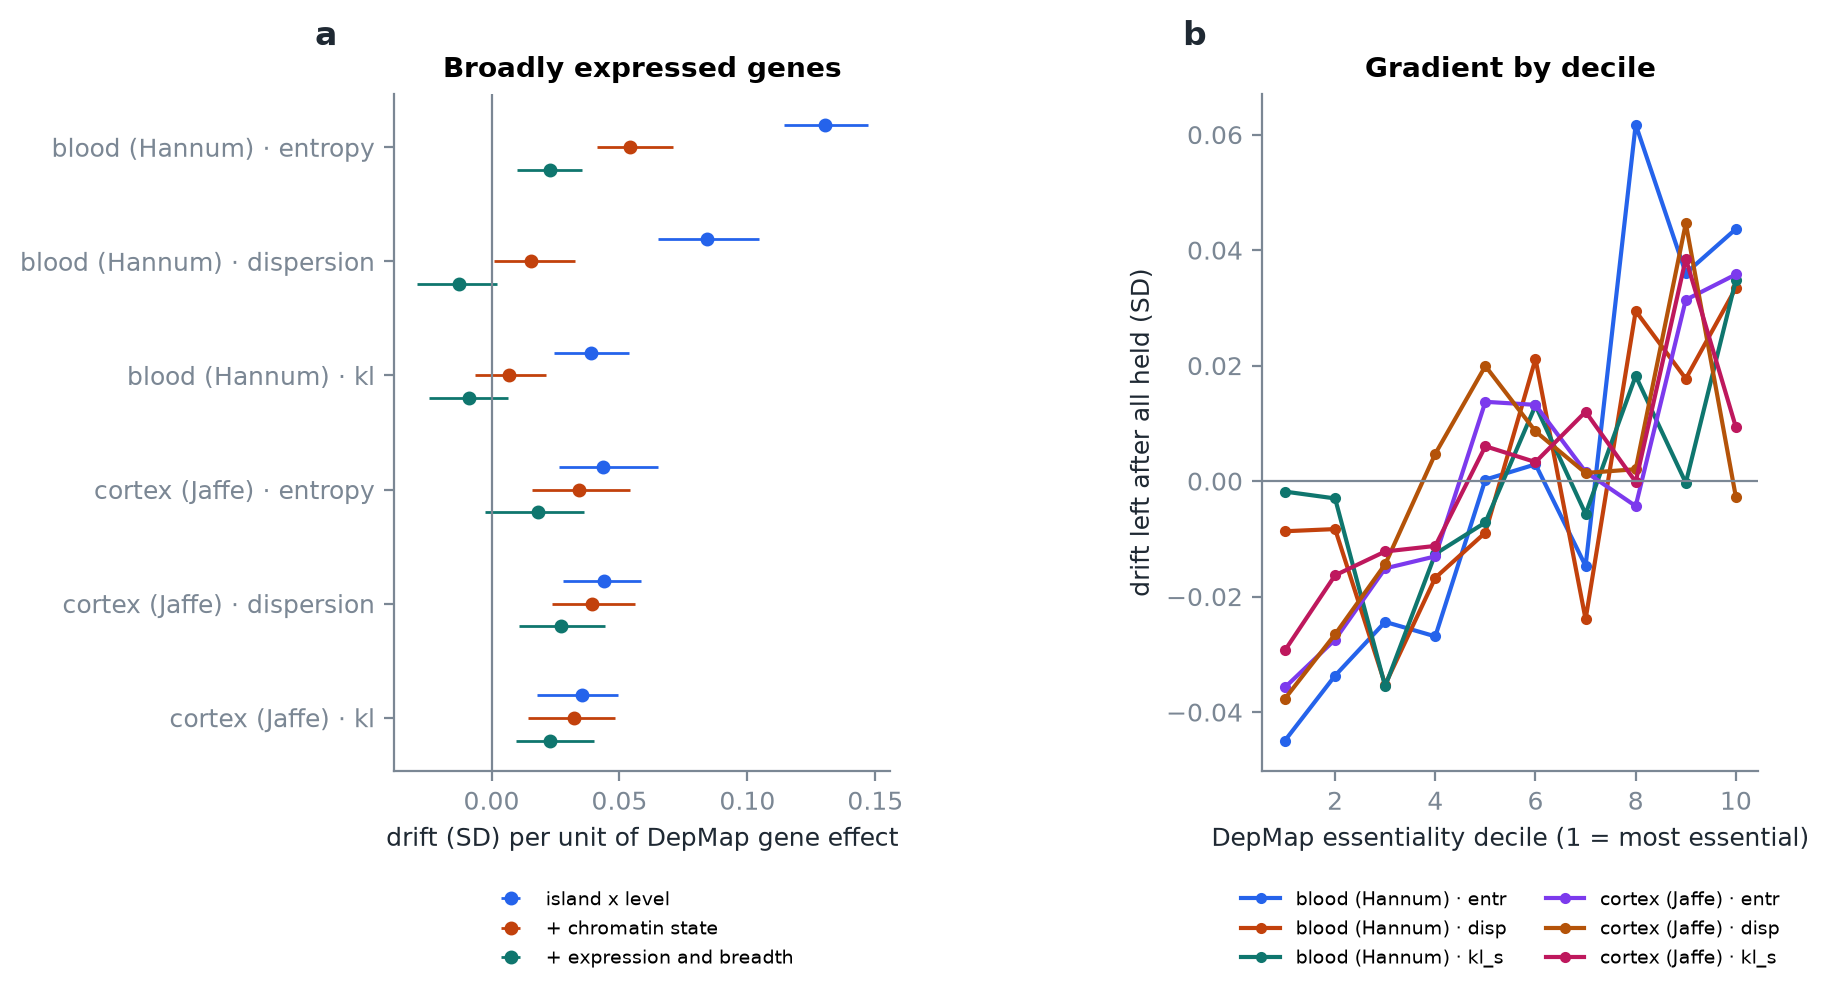 a
Broadly expressed genes
blood (Hannum) · entropy
blood (Hannum) · dispersion
blood (Hannum) · kl
cortex (Jaffe) · entropy
cortex (Jaffe) · dispersion
cortex (Jaffe) · kl
0.00 0.05 0.10 0.15
drift (SD) per unit of DepMap gene effect
island x level
+ chromatin state
+ expression and breadth
b
Gradient by decile
drift left after all held (SD)
0.06
0.04
0.02
0.00
−0.02
−0.04
2 4 6 8 10
DepMap essentiality decile (1 = most essential)
blood (Hannum) · entr
blood (Hannum) · disp
blood (Hannum) · kl_s
cortex (Jaffe) · entr
cortex (Jaffe) · disp
cortex (Jaffe) · kl_s